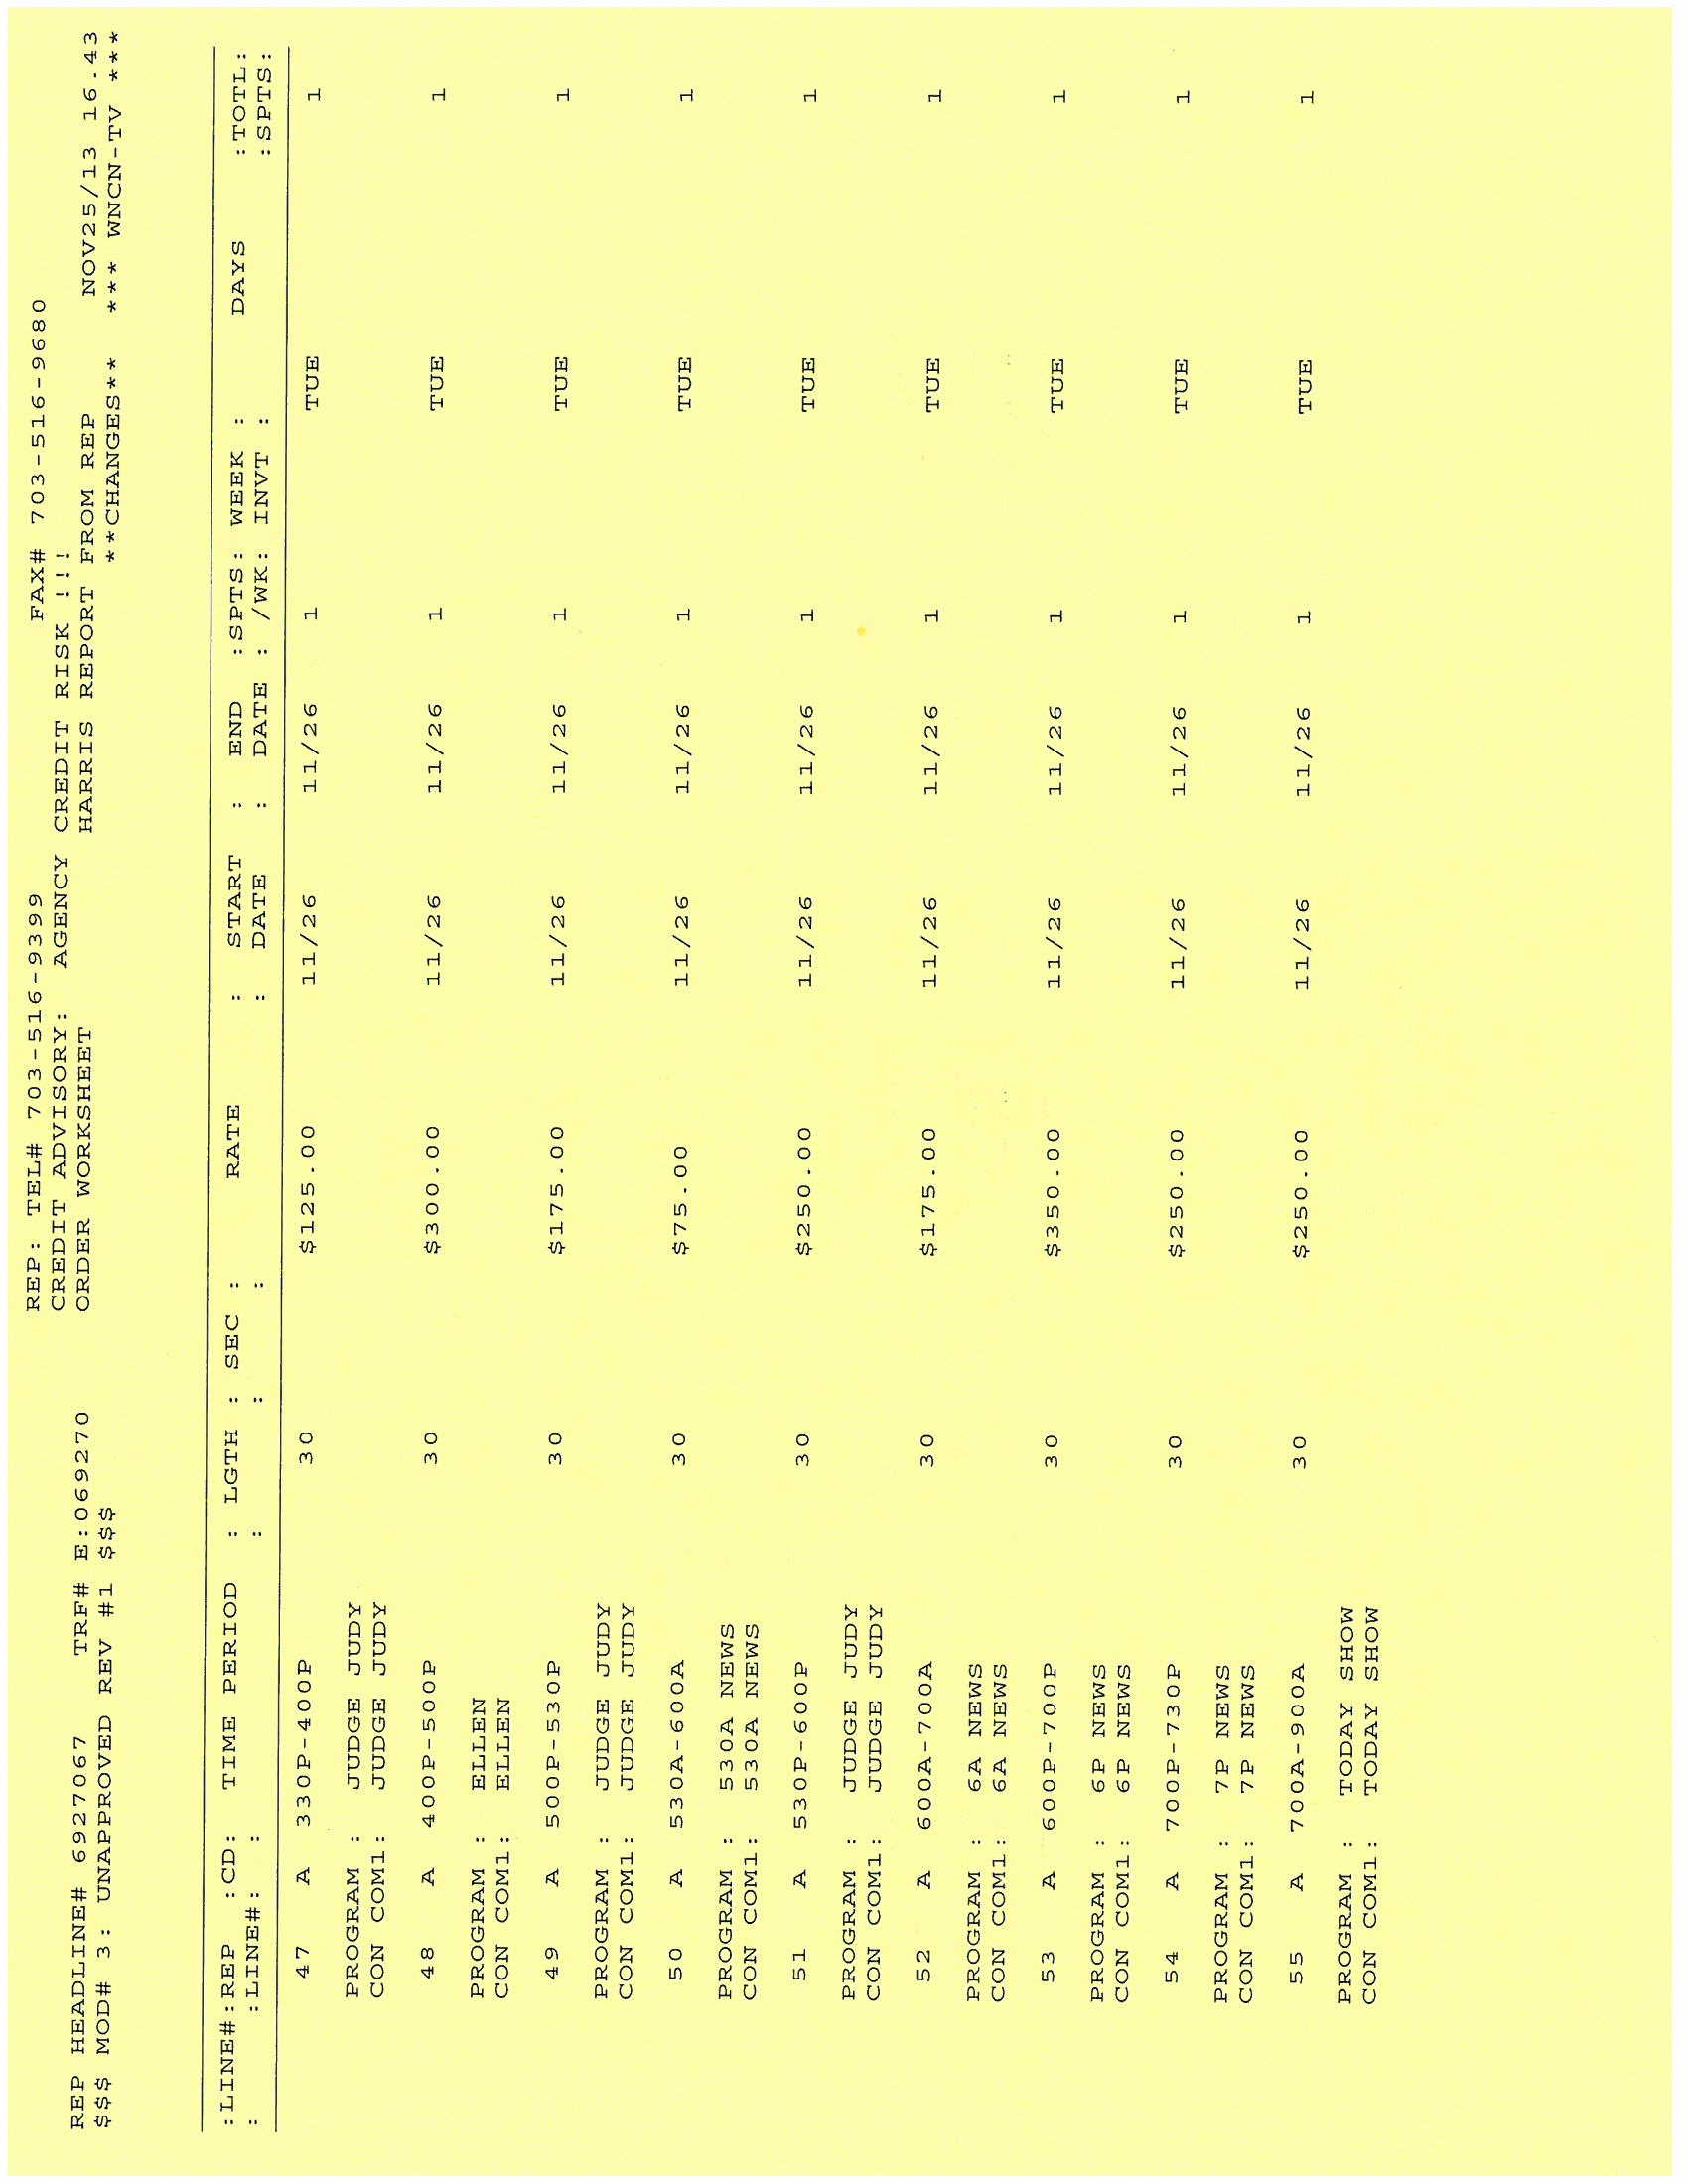 REP: TEL# 703-516-9399 FAX# 703-516-9680
CREDIT ADVISORY: AGENCY CREDIT RISK !!!
REP HEADLINE# 6927067 TRF# E:069270 ORDER WORKSHEET HARRIS REPORT FROM REP NOV25/13 16.43
$$$ MOD# 3: UNAPPROVED REV #1 $$$ **CHANGES** *** WNCN-TV ***
:LINE#:REP :CD: TIME PERIOD : LGTH : SEC : RATE : START : END :SPTS: WEEK : DAYS :TOTL:
: :LINE#: : : : : DATE : DATE : /WK: INVT : :SPTS:
47 A 330P-400P 30 $125.00 11/26 11/26 1 TUE 1
PROGRAM : JUDGE JUDY
CON COM1: JUDGE JUDY
48 A 400P-500P 30 $300.00 11/26 11/26 1 TUE 1
PROGRAM : ELLEN
CON COM1: ELLEN
49 A 500P-530P 30 $175.00 11/26 11/26 1 TUE 1
PROGRAM : JUDGE JUDY
CON COM1: JUDGE JUDY
50 A 530A-600A 30 $75.00 11/26 11/26 1 TUE 1
PROGRAM : 530A NEWS
CON COM1: 530A NEWS
51 A 530P-600P 30 $250.00 11/26 11/26 1 TUE 1
PROGRAM : JUDGE JUDY
CON COM1: JUDGE JUDY
52 A 600A-700A 30 $175.00 11/26 11/26 1 TUE 1
PROGRAM : 6A NEWS
CON COM1: 6A NEWS
53 A 600P-700P 30 $350.00 11/26 11/26 1 TUE 1
PROGRAM : 6P NEWS
CON COM1: 6P NEWS
54 A 700P-730P 30 $250.00 11/26 11/26 1 TUE 1
PROGRAM : 7P NEWS
CON COM1: 7P NEWS
55 A 700A-900A 30 $250.00 11/26 11/26 1 TUE 1
PROGRAM : TODAY SHOW
CON COM1: TODAY SHOW